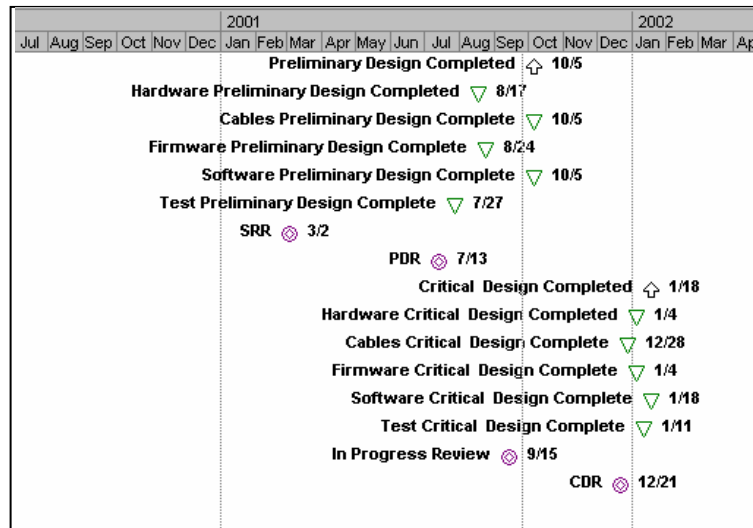 2001 2002
Jul Aug Sep Oct Nov Dec Jan Feb Mar Apr May Jun Jul Aug Sep Oct Nov Dec Jan Feb Mar Ap
Preliminary Design Completed 10/5
Hardware Preliminary Design Completed 8/17
Cables Preliminary Design Complete 10/5
Firmware Preliminary Design Complete 8/24
Software Preliminary Design Complete 10/5
Test Preliminary Design Complete 7/27
SRR 3/2
PDR 7/13
Critical Design Completed 1/18
Hardware Critical Design Completed 1/4
Cables Critical Design Complete 12/28
Firmware Critical Design Complete 1/4
Software Critical Design Complete 1/18
Test Critical Design Complete 1/11
In Progress Review 9/15
CDR 12/21